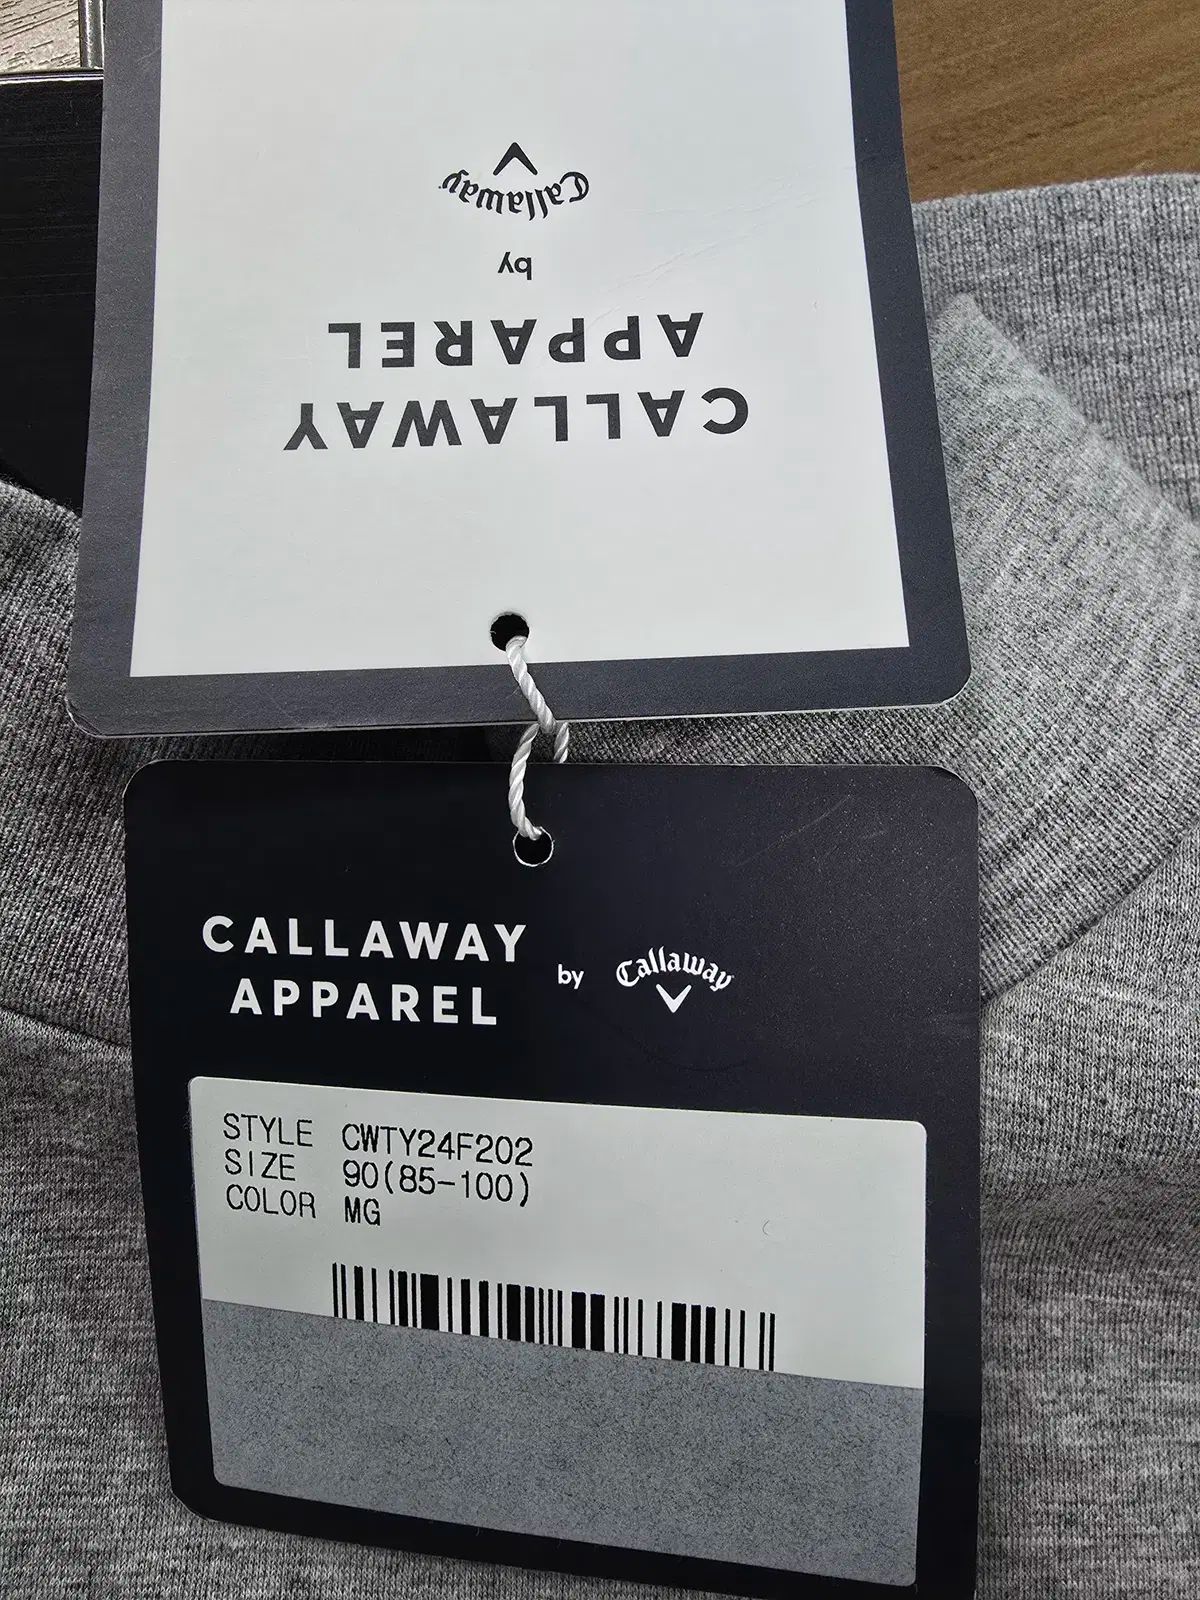 Callaway
by
CALLAWAY
APPAREL
CALLAWAY
APPAREL
by
Callaway
STYLE CWTY24F202
SIZE 90(85-100)
COLOR MG